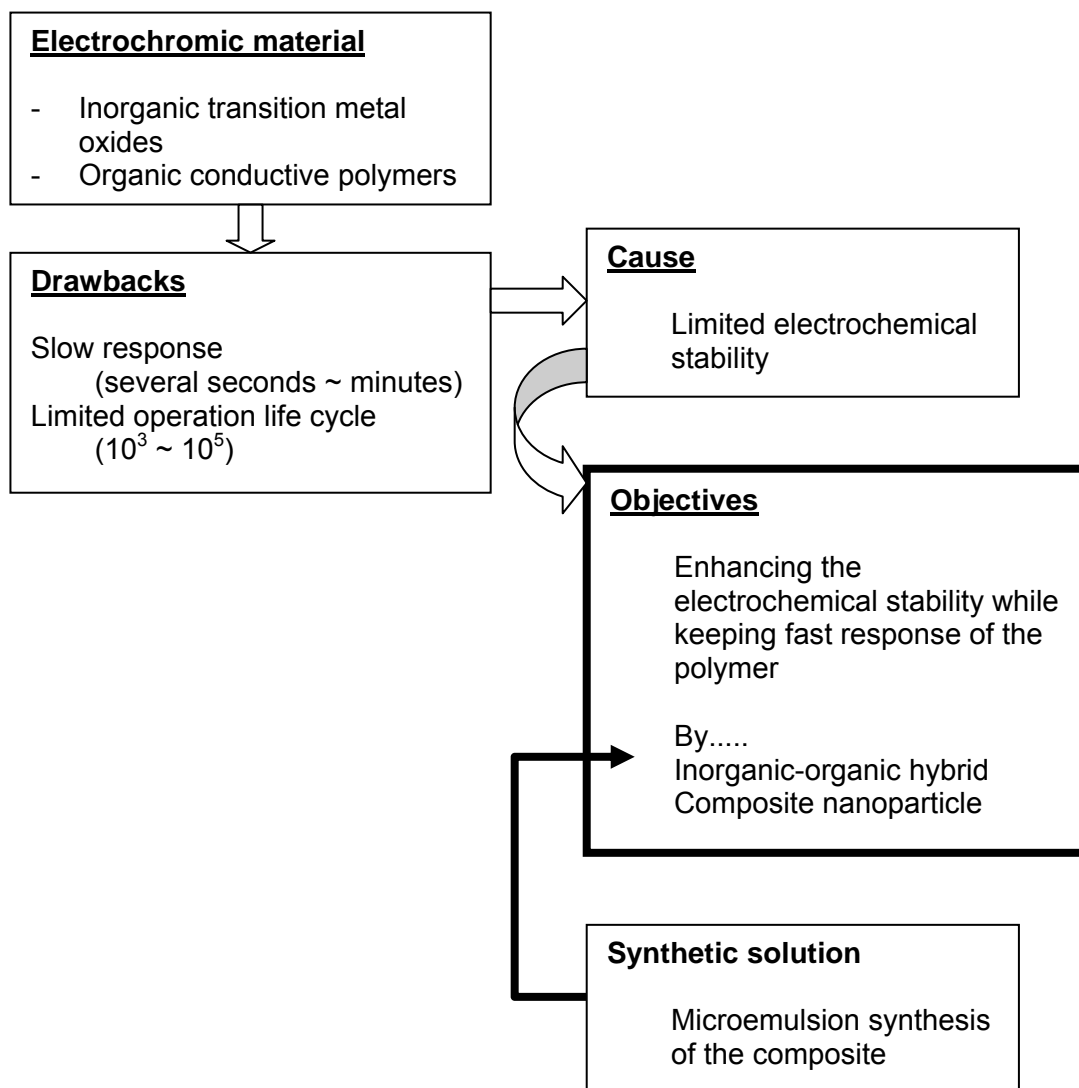 Electrochromic material
- Inorganic transition metal
oxides
- Organic conductive polymers
Drawbacks
Slow response
(several seconds ~ minutes)
Limited operation life cycle
(10³ ~ 10⁵)
Cause
Limited electrochemical
stability
Objectives
Enhancing the
electrochemical stability while
keeping fast response of the
polymer
By.....
Inorganic-organic hybrid
Composite nanoparticle
Synthetic solution
Microemulsion synthesis
of the composite